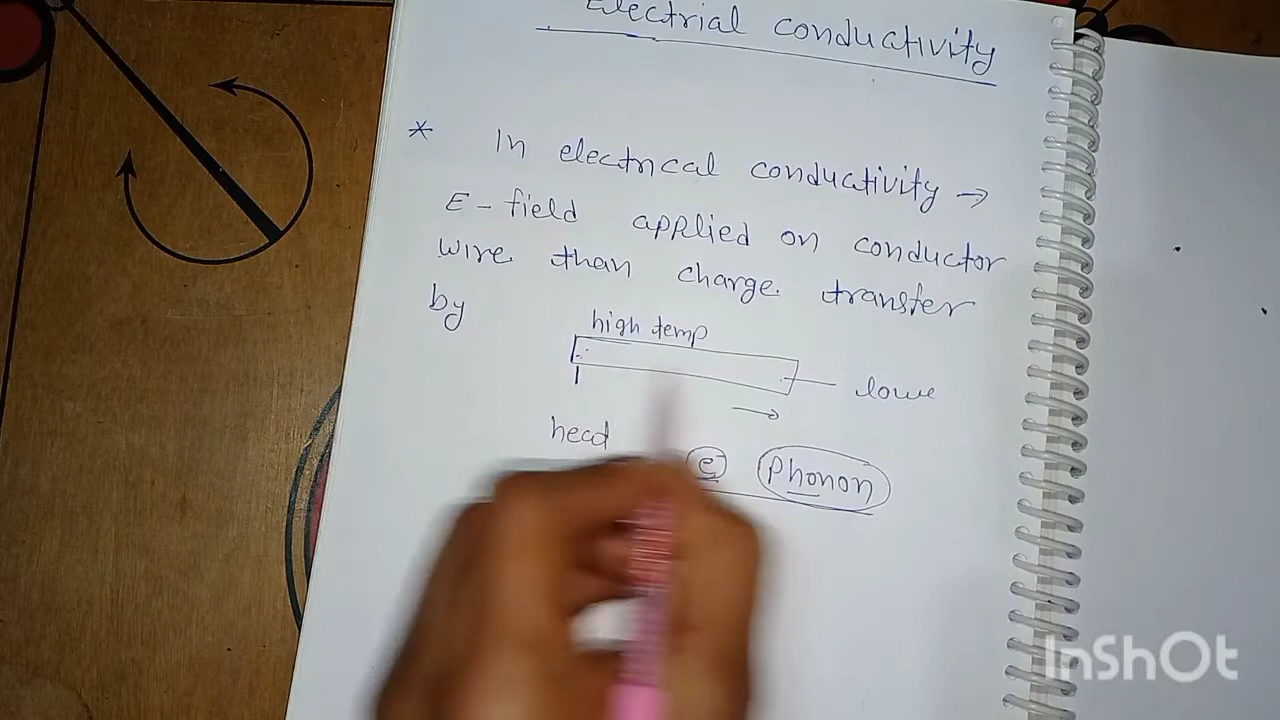 Electrial conductivity
* In electrical conductivity →
E-field applied on conductor
wire than charge transfer
by
high temp
lowe
head
e Phonon
InShOt